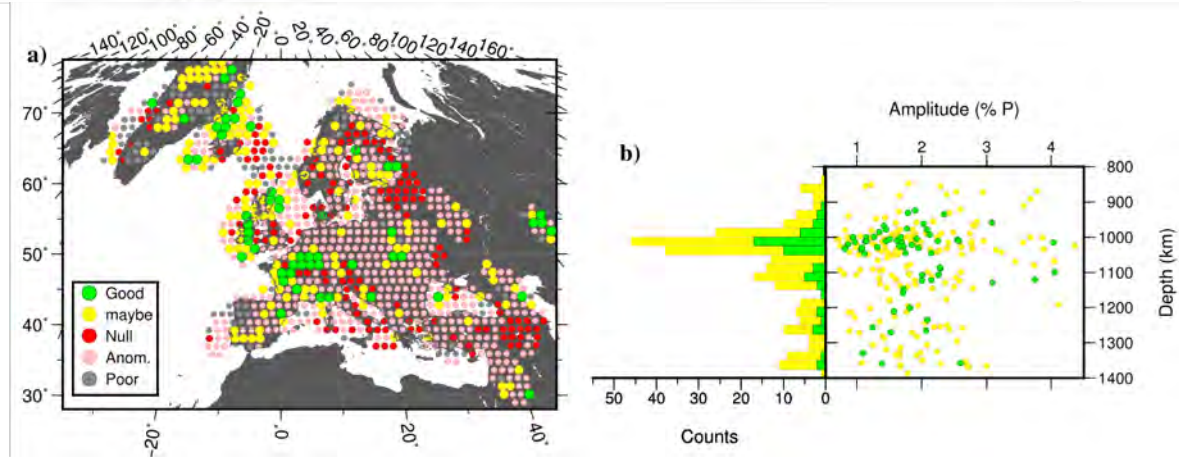 a)
-140° -120° -100° -80° -60° -40° -20° 0° 20° 40° 60° 80° 100° 120° 140° 160°
70°
60°
50°
40°
30°
-20° 0° 20° 40°
Good
maybe
Null
Anom.
Poor
b)
Amplitude (% P)
1 2 3 4
800
900
1000
1100
1200
1300
1400
Depth (km)
50 40 30 20 10 0
Counts